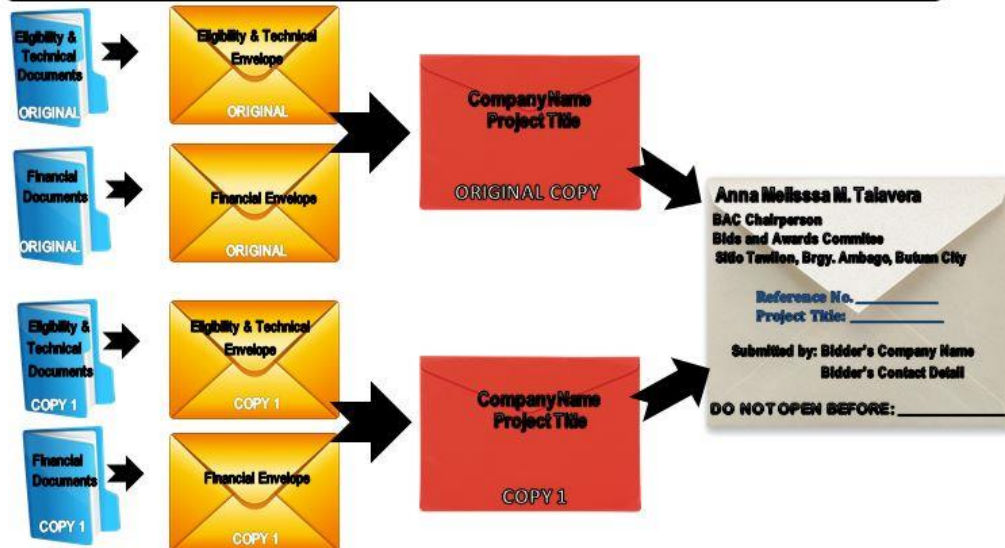 Eligibility &
Technical
Documents
ORIGINAL
Eligibility & Technical
Envelope
ORIGINAL
Financial
Documents
ORIGINAL
Financial Envelope
ORIGINAL
Company Name
Project Title
ORIGINAL COPY
Eligibility &
Technical
Documents
COPY 1
Eligibility & Technical
Envelope
COPY 1
Financial
Documents
COPY 1
Financial Envelope
COPY 1
Company Name
Project Title
COPY 1
Anna Melisssa M. Talavera
BAC Chairperson
Bids and Awards Commitee
Sitio Tawilon, Brgy. Ambago, Butuan City
Reference No. __________
Project Title: __________
Submitted by: Bidder's Company Name
Bidder's Contact Detail
DO NOT OPEN BEFORE: __________